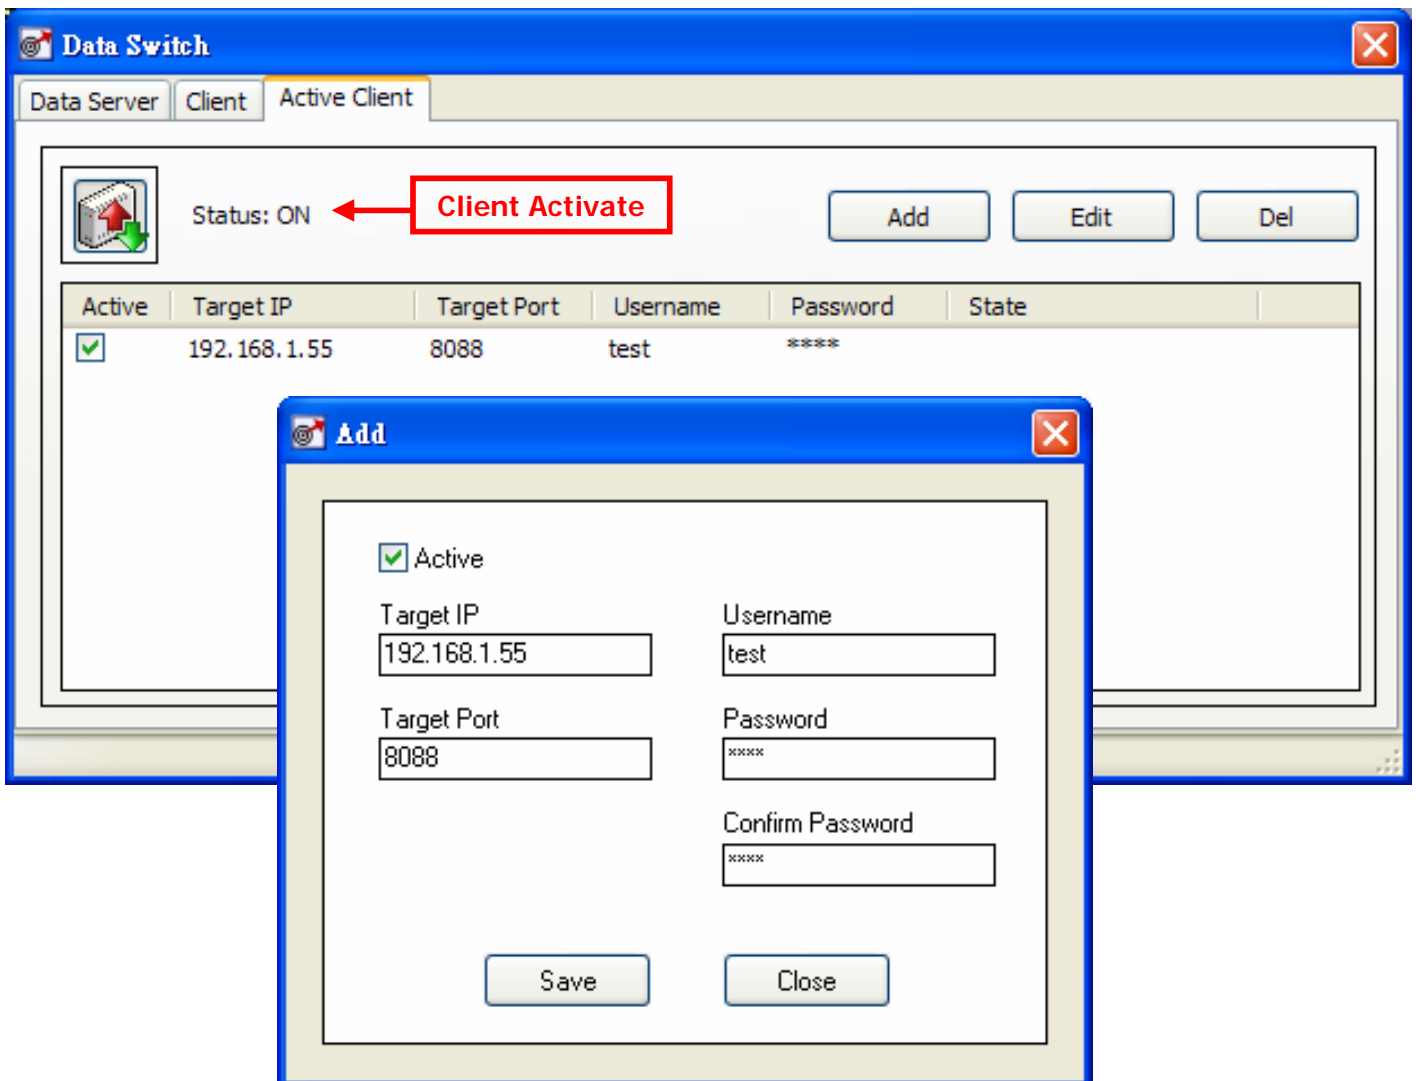 Data Switch
Data Server Client Active Client
Status: ON Client Activate Add Edit Del
Active Target IP Target Port Username Password State
192.168.1.55 8088 test ****
Add
Active
Target IP Username
192.168.1.55 test
Target Port Password
8088 ****
Confirm Password
****
Save Close